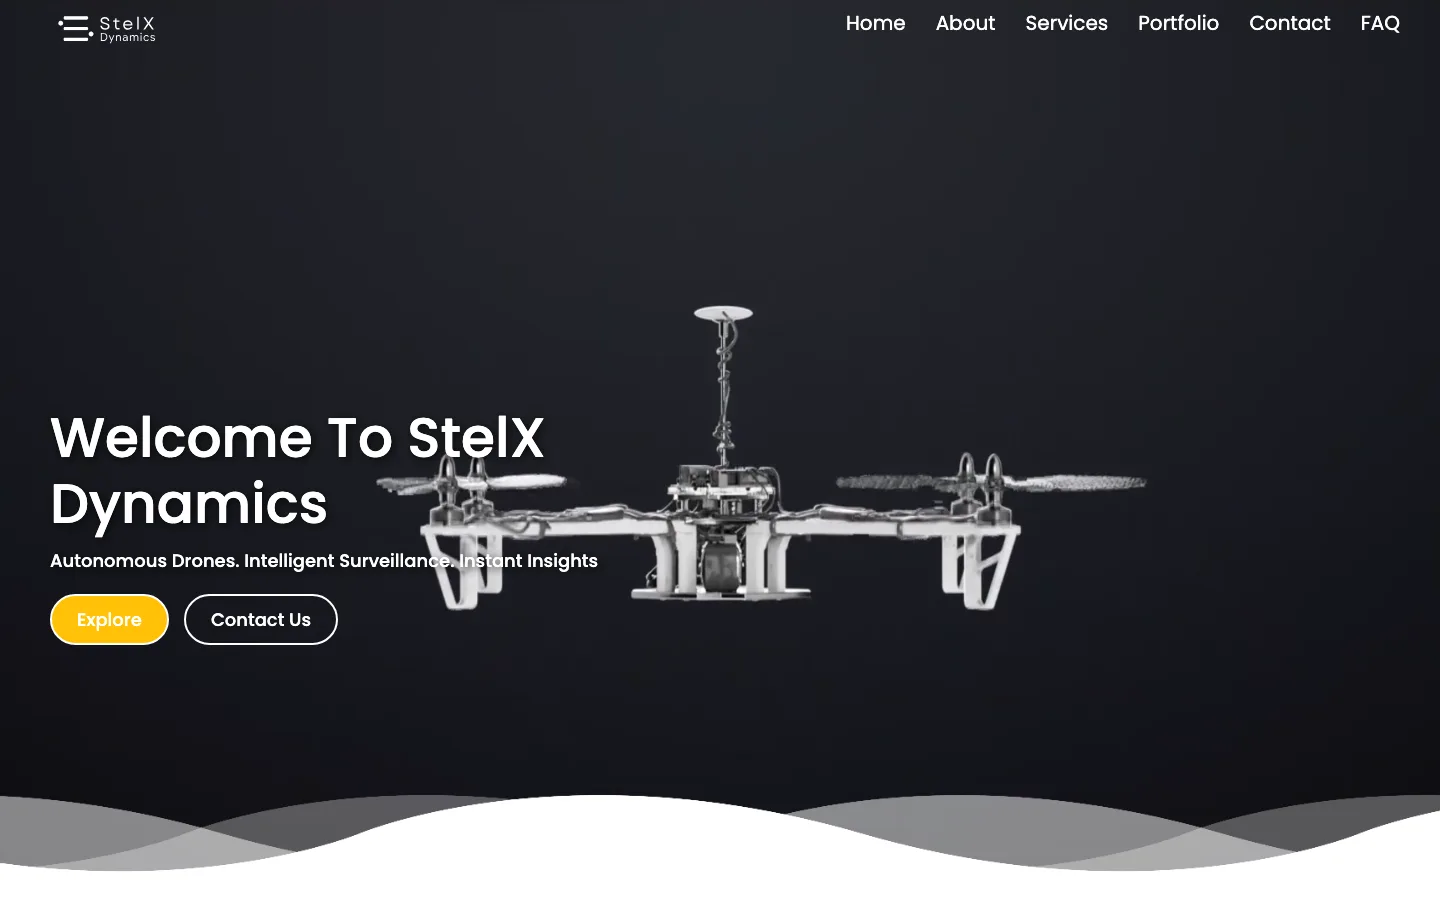 StelX
Dynamics
Home About Services Portfolio Contact FAQ
Welcome To StelX
Dynamics
Autonomous Drones. Intelligent Surveillance. Instant Insights
Explore Contact Us